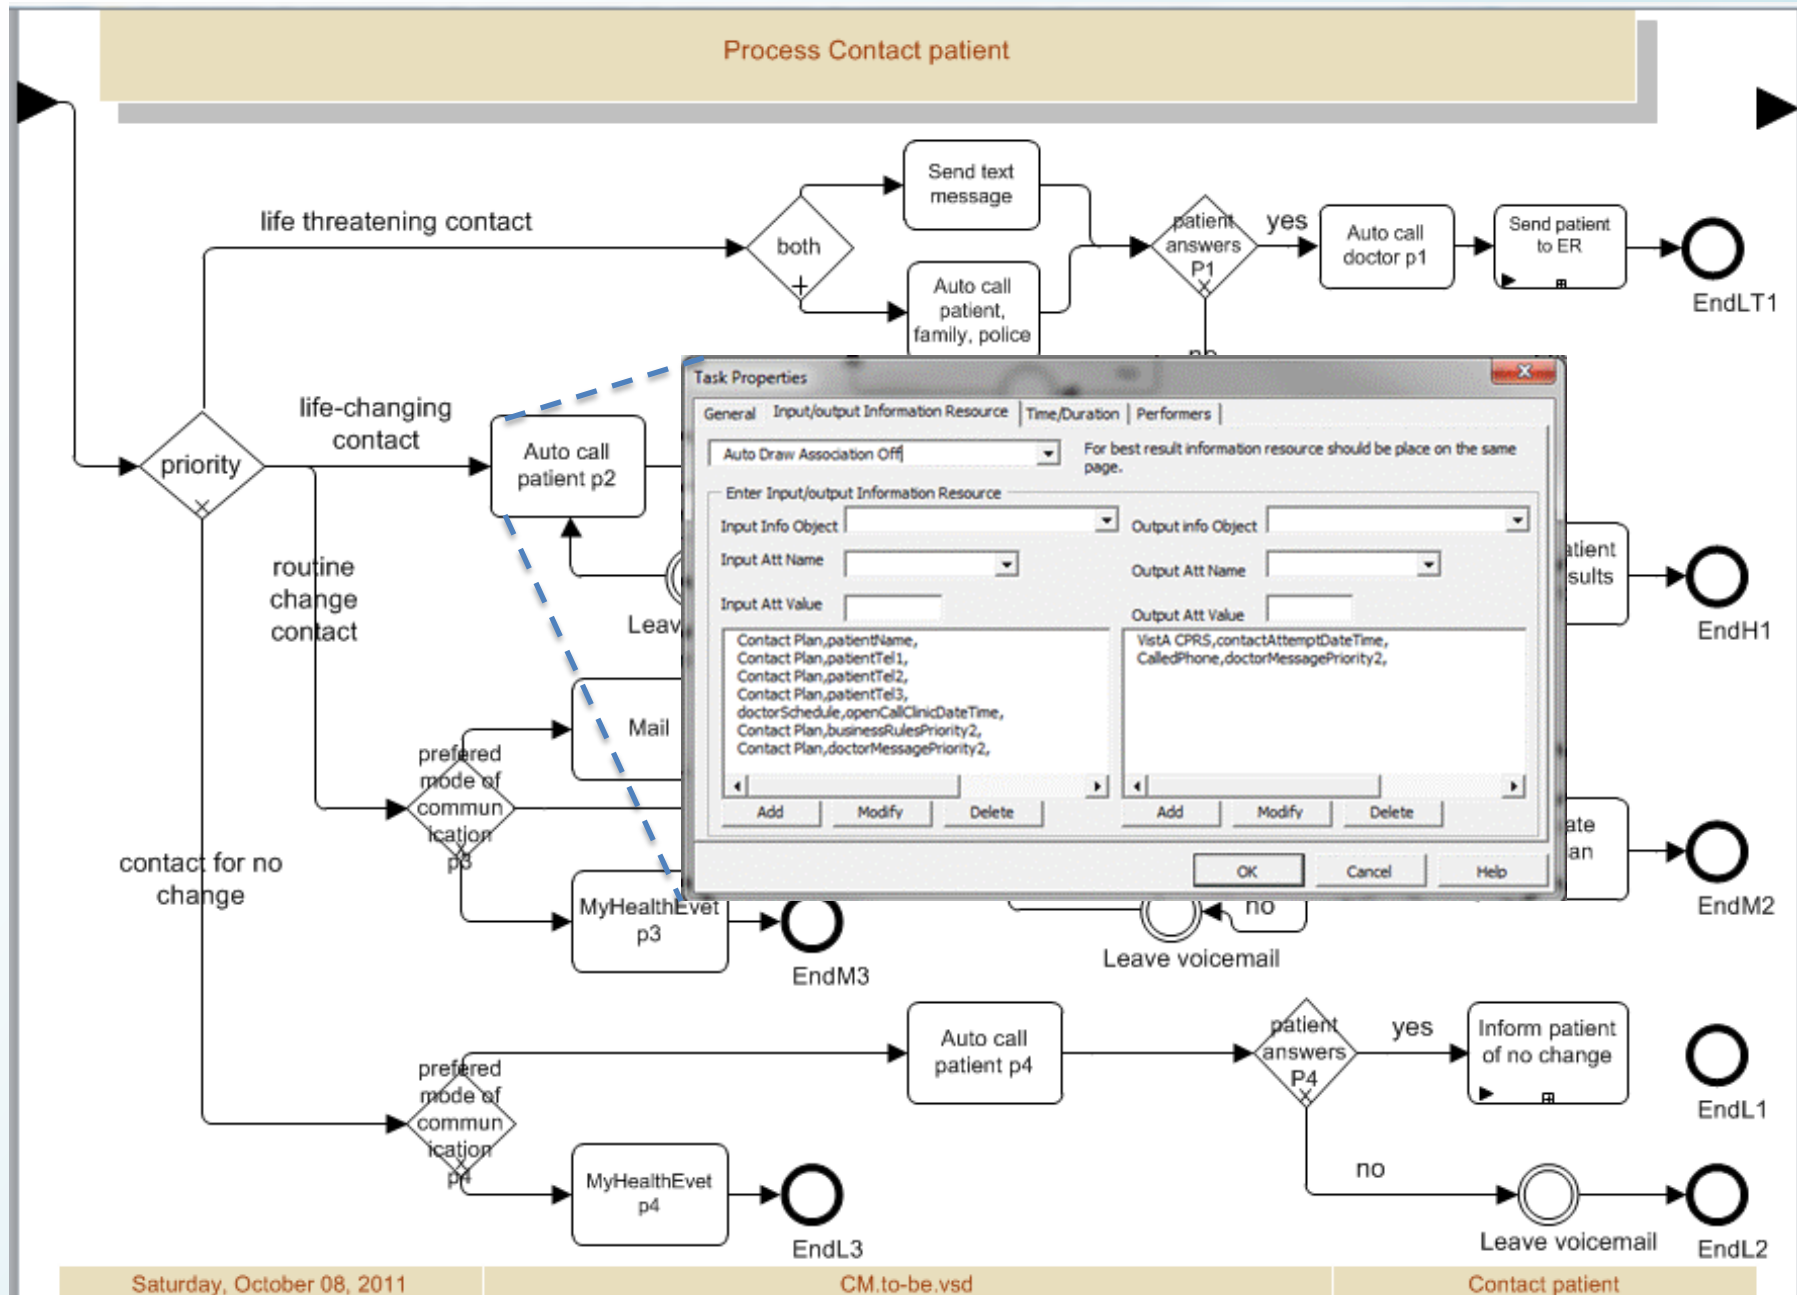 Process Contact patient
life threatening contact
both
Send text
message
Auto call
patient,
family, police
patient
answers
P1
yes
Auto call
doctor p1
Send patient
to ER
EndLT1
no
priority
life-changing
contact
Auto call
patient p2
routine
change
contact
contact for no
change
prefered
mode of
commun
ication
p3
Mail
MyHealthEvet
p3
EndM3
EndH1
EndM2
no
Leave voicemail
Task Properties
General
Input/output Information Resource
Time/Duration
Performers
Auto Draw Association Off
For best result information resource should be place on the same
page.
Enter Input/output Information Resource
Input Info Object
Output info Object
Input Att Name
Output Att Name
Input Att Value
Output Att Value
Contact Plan,patientName,
Contact Plan,patientTel1,
Contact Plan,patientTel2,
Contact Plan,patientTel3,
doctorSchedule,openCallClinicDateTime,
Contact Plan,businessRulesPriority2,
Contact Plan,doctorMessagePriority2,
VistA CPRS,contactAttemptDateTime,
CalledPhone,doctorMessagePriority2,
Add
Modify
Delete
Add
Modify
Delete
OK
Cancel
Help
prefered
mode of
commun
ication
p4
MyHealthEvet
p4
EndL3
Auto call
patient p4
patient
answers
P4
yes
Inform patient
of no change
EndL1
no
Leave voicemail
EndL2
Saturday, October 08, 2011
CM.to-be.vsd
Contact patient